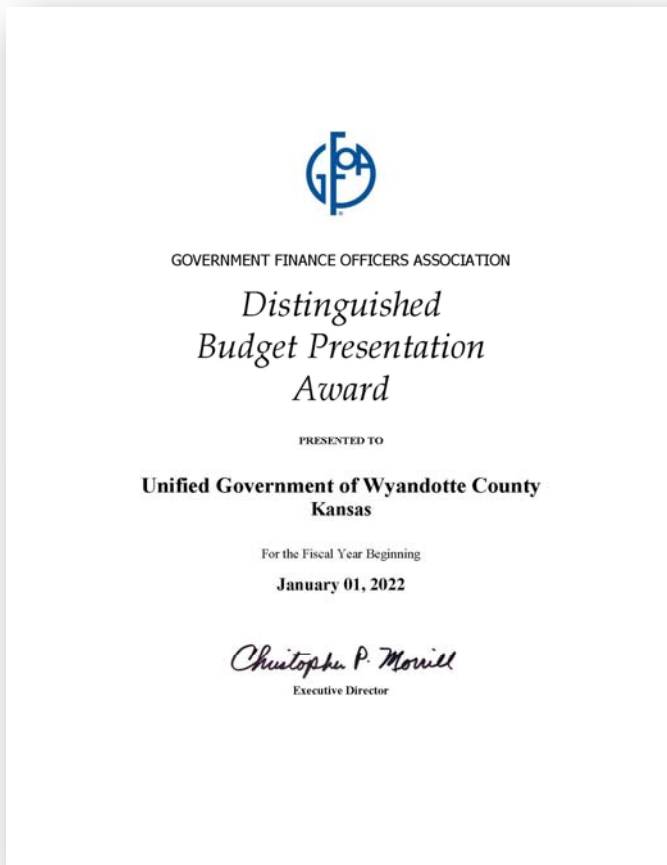 GFOA
GOVERNMENT FINANCE OFFICERS ASSOCIATION
Distinguished
Budget Presentation
Award
PRESENTED TO
Unified Government of Wyandotte County
Kansas
For the Fiscal Year Beginning
January 01, 2022
Christopher P. Morrill
Executive Director